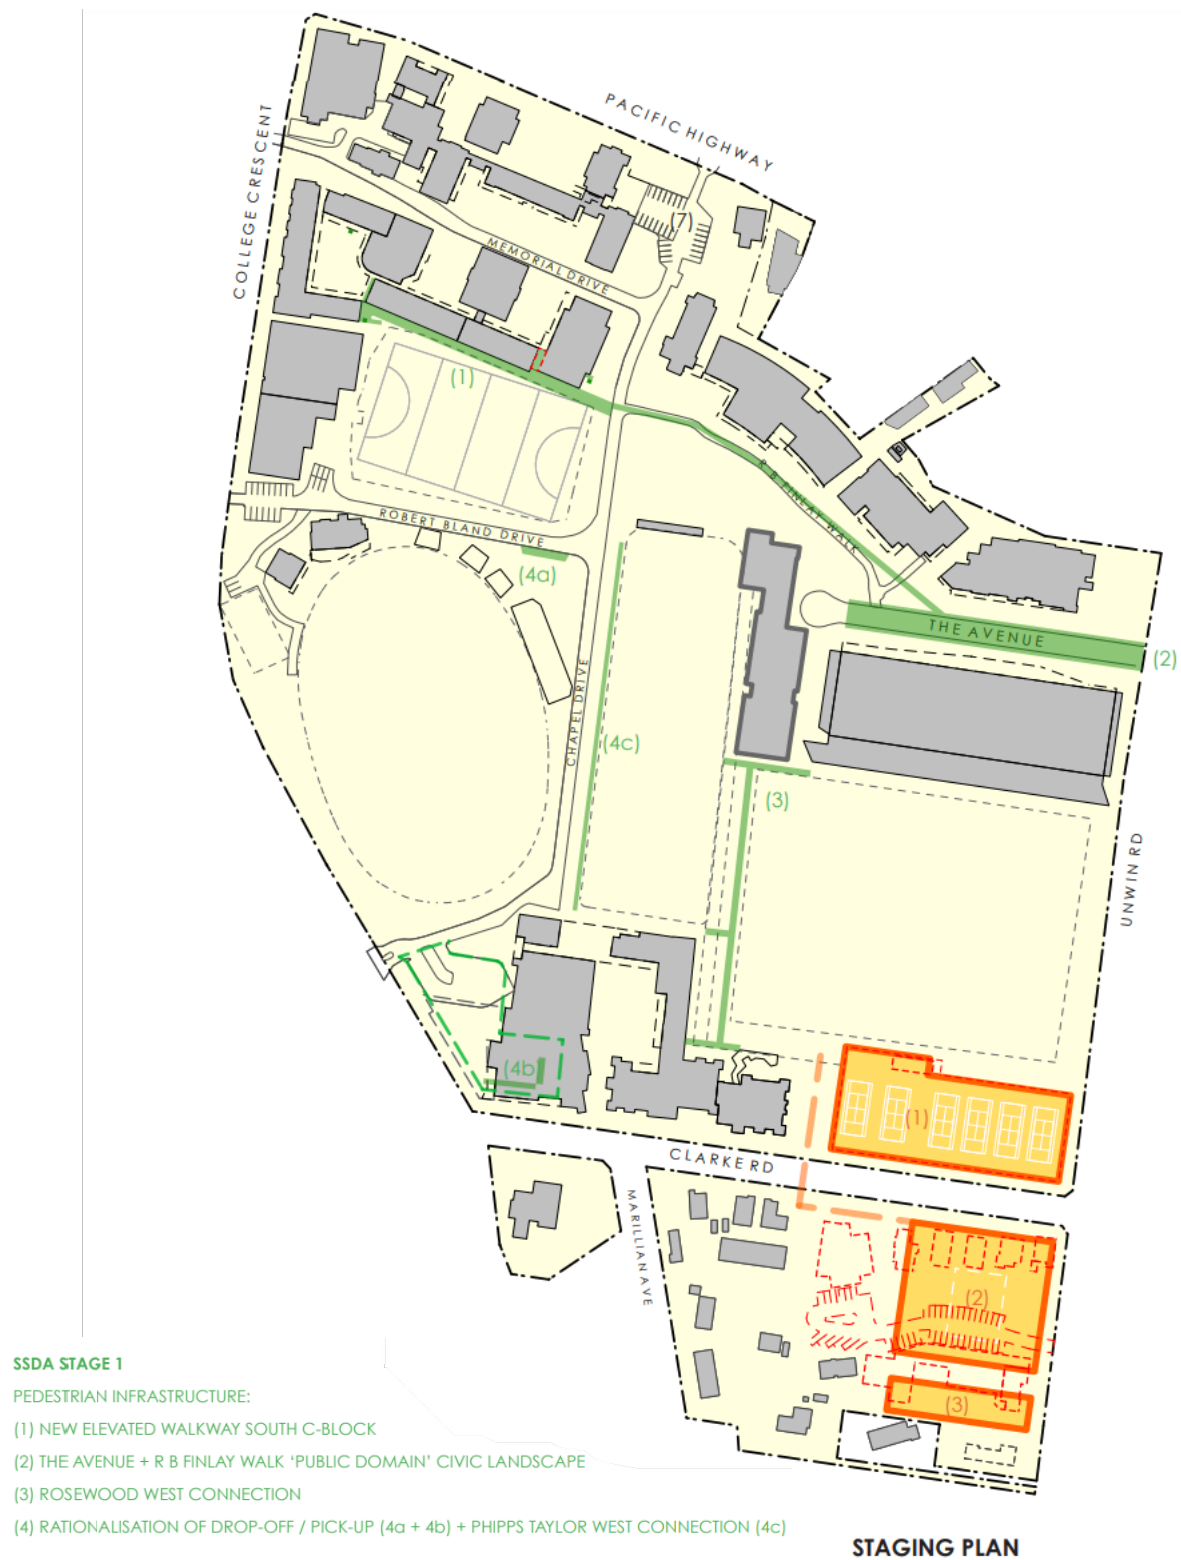 PACIFIC HIGHWAY
COLLEGE CRESCENT
(7)
MEMORIAL DRIVE
(1)
R B FINLAY WALK
ROBERT BLAND DRIVE
(4a)
THE AVENUE
(2)
CHAPEL DRIVE
(4c)
(3)
UNWIN RD
(4b)
(1)
CLARKE RD
MARILLIAN AVE
(2)
(3)
SSDA STAGE 1
PEDESTRIAN INFRASTRUCTURE:
(1) NEW ELEVATED WALKWAY SOUTH C-BLOCK
(2) THE AVENUE + R B FINLAY WALK ‘PUBLIC DOMAIN’ CIVIC LANDSCAPE
(3) ROSEWOOD WEST CONNECTION
(4) RATIONALISATION OF DROP-OFF / PICK-UP (4a + 4b) + PHIPPS TAYLOR WEST CONNECTION (4c)
STAGING PLAN